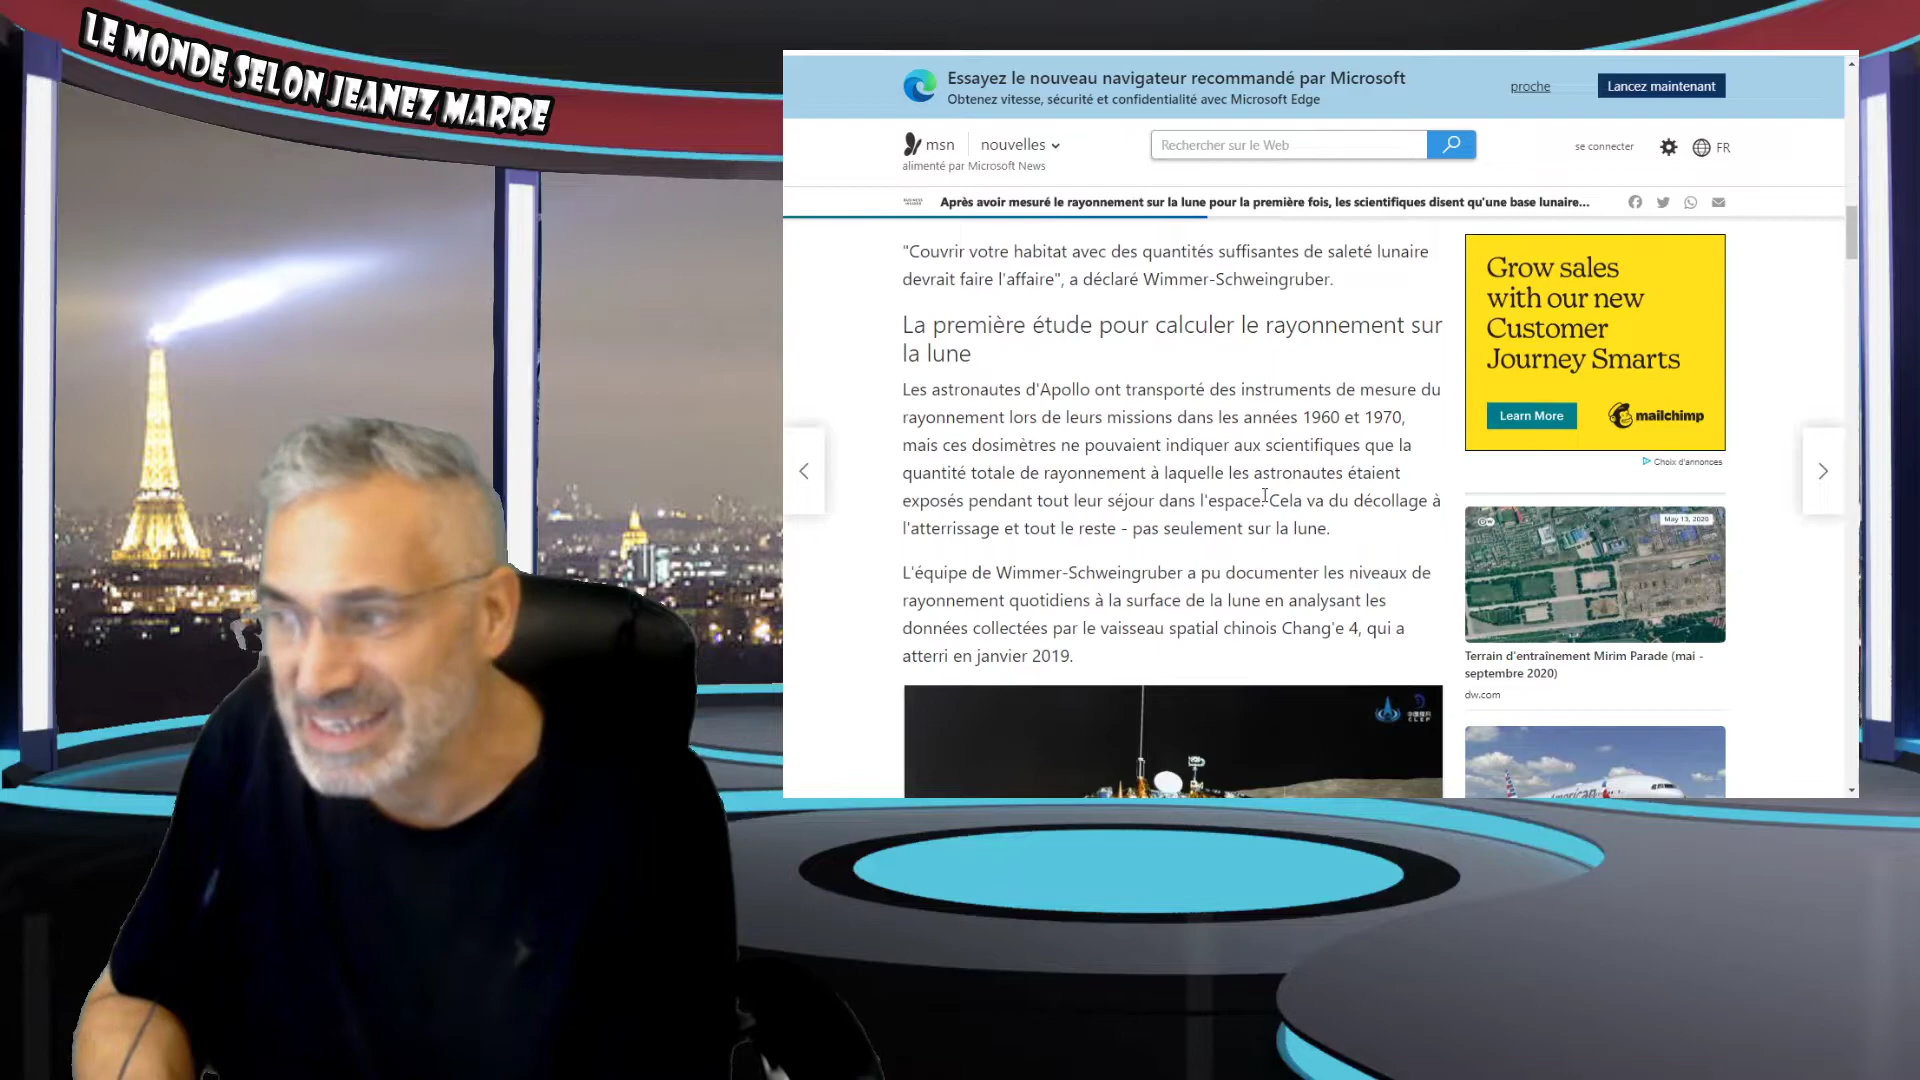 LE MONDE SELON JEANEZ MARRE
Essayez le nouveau navigateur recommandé par Microsoft
Obtenez vitesse, sécurité et confidentialité avec Microsoft Edge
proche
Lancez maintenant
msn
nouvelles
alimenté par Microsoft News
Rechercher sur le Web
se connecter
FR
Après avoir mesuré le rayonnement sur la lune pour la première fois, les scientifiques disent qu'une base lunaire...
"Couvrir votre habitat avec des quantités suffisantes de saleté lunaire
devrait faire l'affaire", a déclaré Wimmer-Schweingruber.
La première étude pour calculer le rayonnement sur
la lune
Les astronautes d'Apollo ont transporté des instruments de mesure du
rayonnement lors de leurs missions dans les années 1960 et 1970,
mais ces dosimètres ne pouvaient indiquer aux scientifiques que la
quantité totale de rayonnement à laquelle les astronautes étaient
exposés pendant tout leur séjour dans l'espace. Cela va du décollage à
l'atterrissage et tout le reste - pas seulement sur la lune.
L'équipe de Wimmer-Schweingruber a pu documenter les niveaux de
rayonnement quotidiens à la surface de la lune en analysant les
données collectées par le vaisseau spatial chinois Chang'e 4, qui a
atterri en janvier 2019.
CLEP
Grow sales
with our new
Customer
Journey Smarts
Learn More
mailchimp
Choix d'annonces
May 13, 2020
Terrain d'entraînement Mirim Parade (mai -
septembre 2020)
dw.com
American